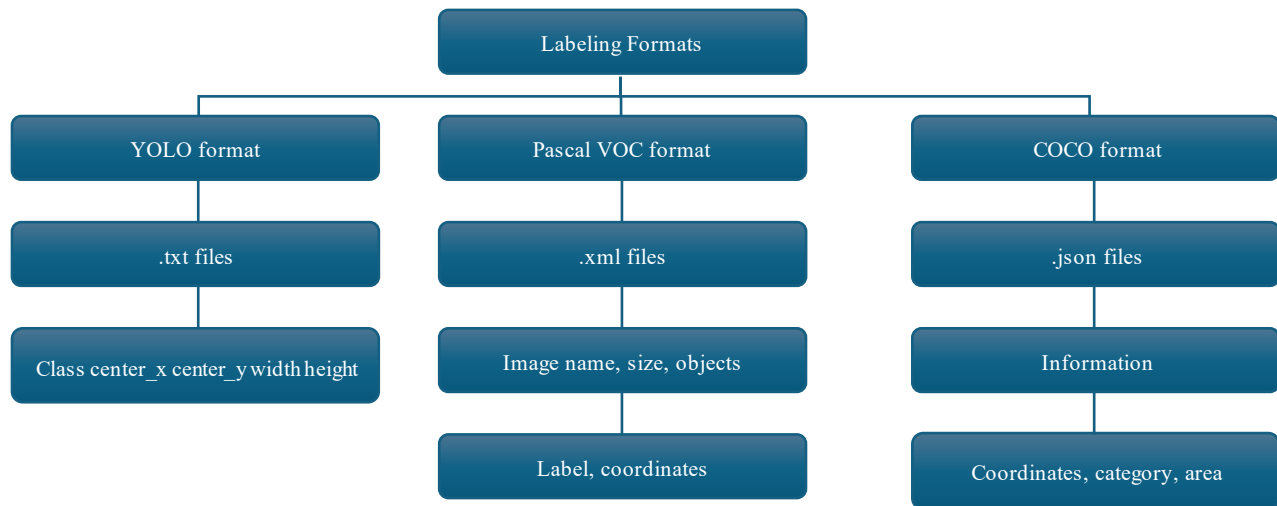 Labeling Formats
YOLO format
Pascal VOC format
COCO format
.txt files
.xml files
.json files
Class center_x center_y width height
Image name, size, objects
Information
Label, coordinates
Coordinates, category, area